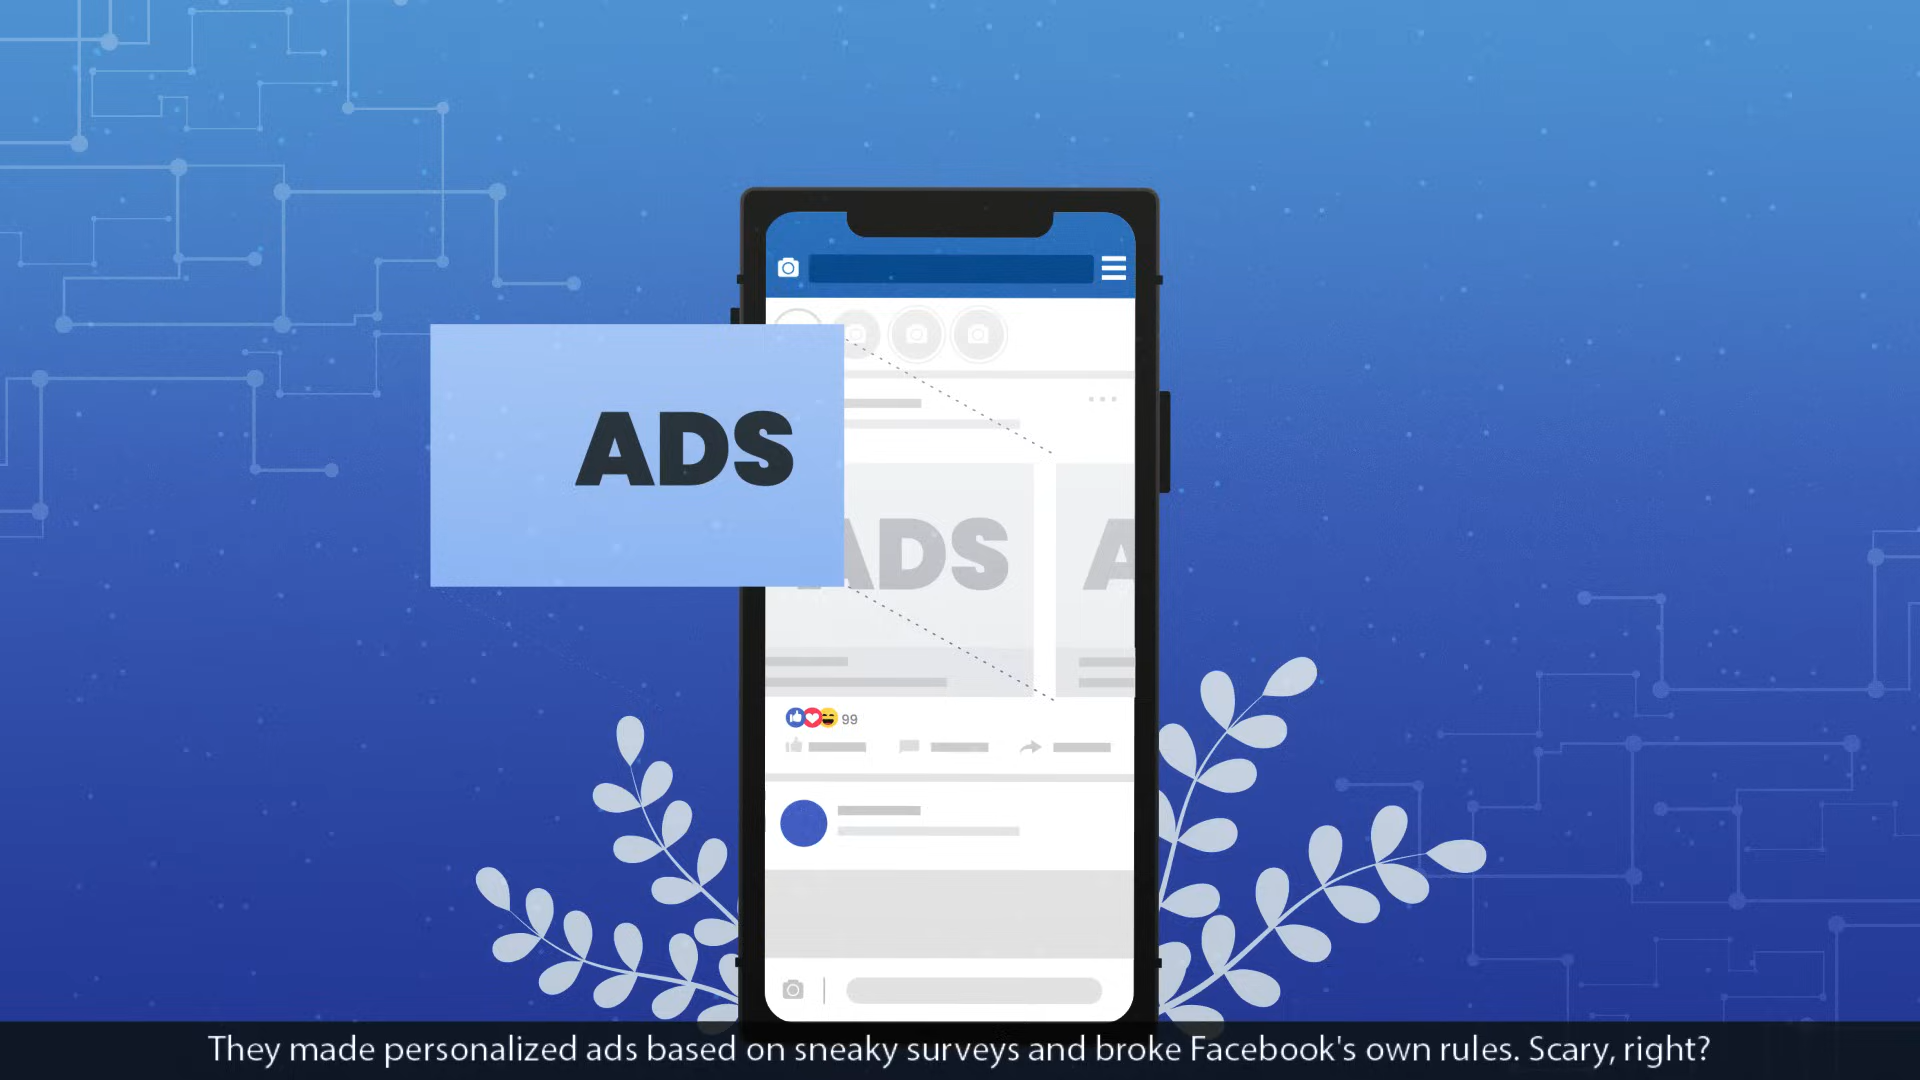 ADS
ADS
A
99
They made personalized ads based on sneaky surveys and broke Facebook's own rules. Scary, right?